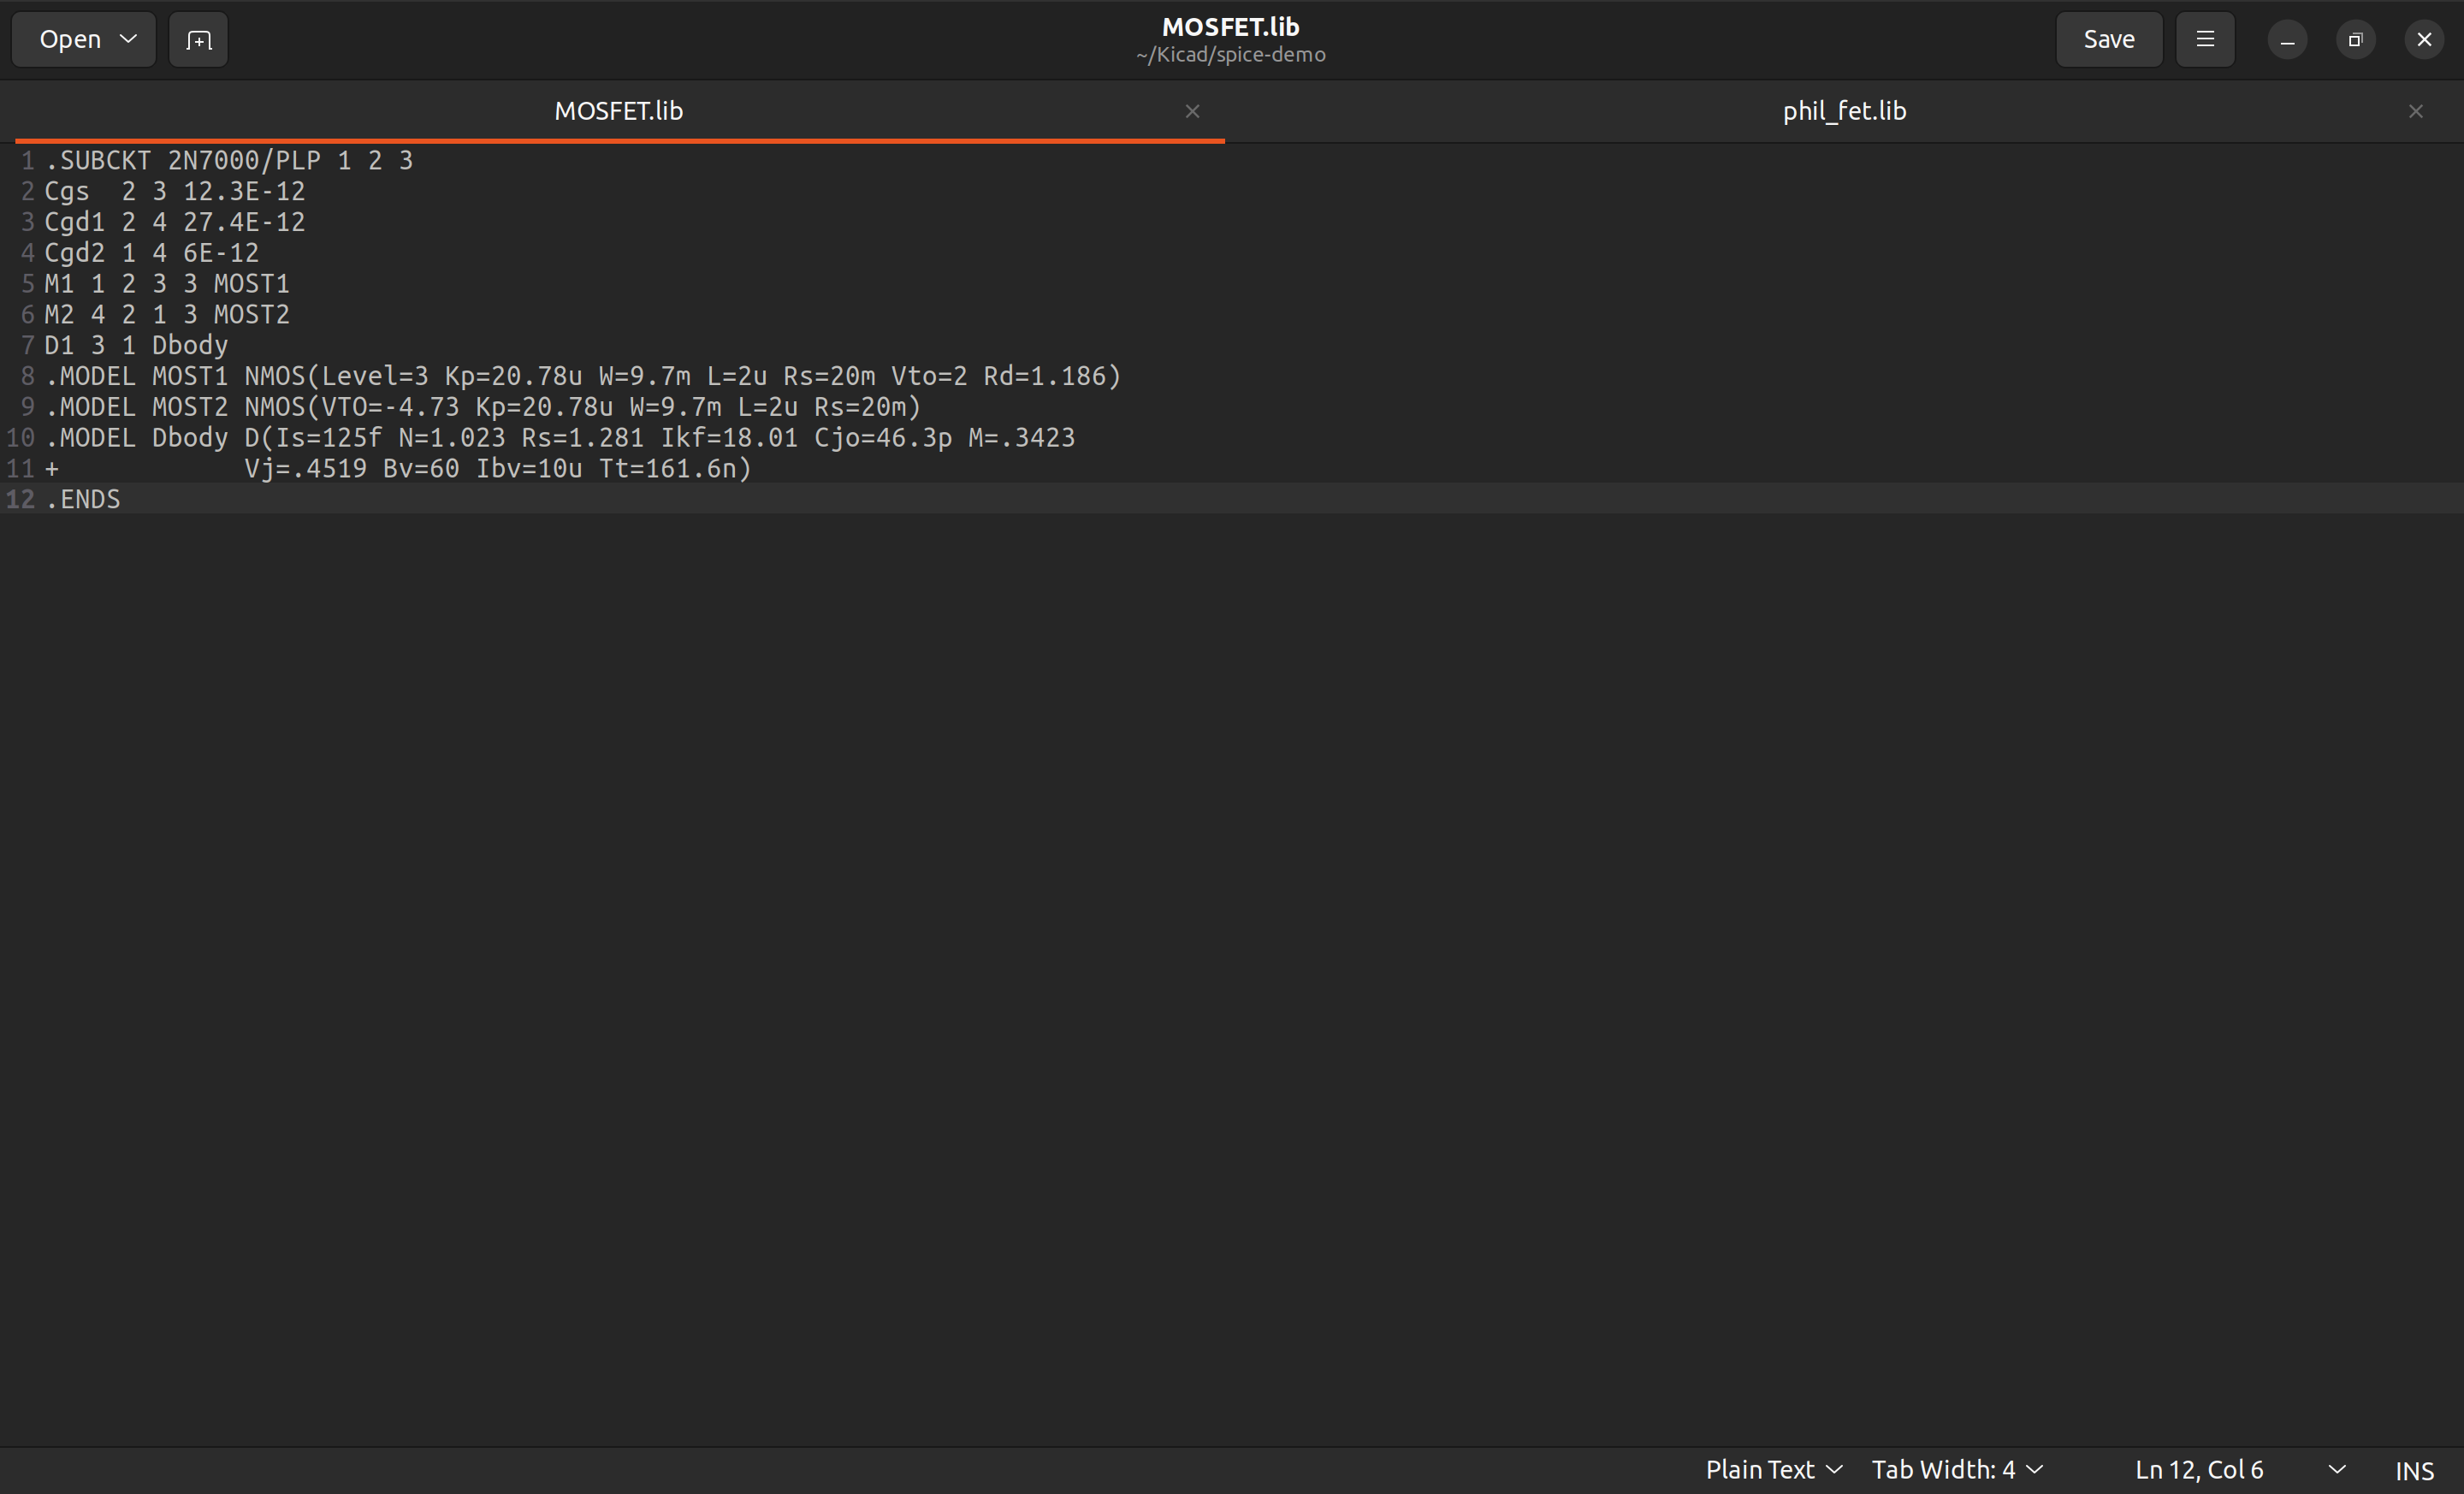 Open
MOSFET.lib
~/Kicad/spice-demo
Save
MOSFET.lib
phil_fet.lib
1 .SUBCKT 2N7000/PLP 1 2 3
2 Cgs  2 3 12.3E-12
3 Cgd1 2 4 27.4E-12
4 Cgd2 1 4 6E-12
5 M1 1 2 3 3 MOST1
6 M2 4 2 1 3 MOST2
7 D1 3 1 Dbody
8 .MODEL MOST1 NMOS(Level=3 Kp=20.78u W=9.7m L=2u Rs=20m Vto=2 Rd=1.186)
9 .MODEL MOST2 NMOS(VTO=-4.73 Kp=20.78u W=9.7m L=2u Rs=20m)
10 .MODEL Dbody D(Is=125f N=1.023 Rs=1.281 Ikf=18.01 Cjo=46.3p M=.3423
11 +            Vj=.4519 Bv=60 Ibv=10u Tt=161.6n)
12 .ENDS
Plain Text Tab Width: 4 Ln 12, Col 6 INS